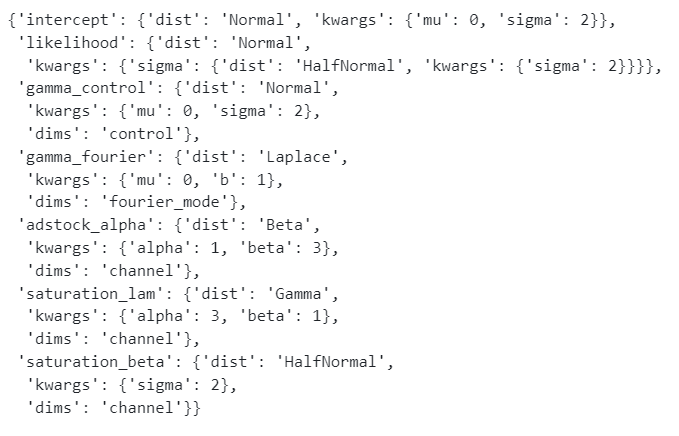 {'intercept': {'dist': 'Normal', 'kwargs': {'mu': 0, 'sigma': 2}},
 'likelihood': {'dist': 'Normal',
  'kwargs': {'sigma': {'dist': 'HalfNormal', 'kwargs': {'sigma': 2}}}},
 'gamma_control': {'dist': 'Normal',
  'kwargs': {'mu': 0, 'sigma': 2},
  'dims': 'control'},
 'gamma_fourier': {'dist': 'Laplace',
  'kwargs': {'mu': 0, 'b': 1},
  'dims': 'fourier_mode'},
 'adstock_alpha': {'dist': 'Beta',
  'kwargs': {'alpha': 1, 'beta': 3},
  'dims': 'channel'},
 'saturation_lam': {'dist': 'Gamma',
  'kwargs': {'alpha': 3, 'beta': 1},
  'dims': 'channel'},
 'saturation_beta': {'dist': 'HalfNormal',
  'kwargs': {'sigma': 2},
  'dims': 'channel'}}